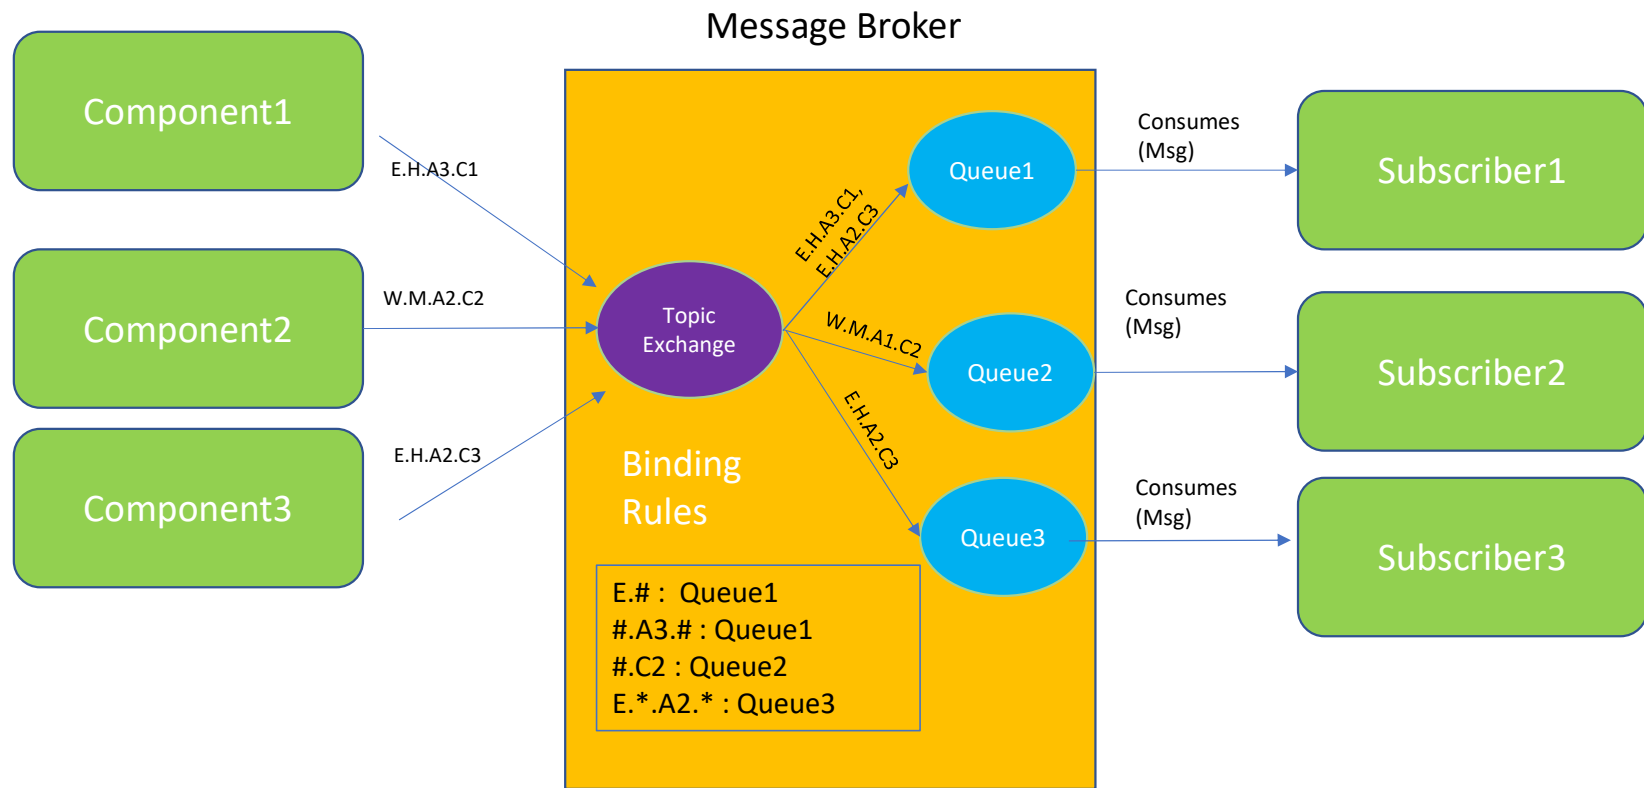 Message Broker
Component1
E.H.A3.C1
Component2
W.M.A2.C2
Component3
E.H.A2.C3
Topic
Exchange
E.H.A3.C1,
E.H.A2.C3
W.M.A1.C2
E.H.A2.C3
Queue1
Queue2
Queue3
Binding
Rules
E.# :  Queue1
#.A3.# : Queue1
#.C2 : Queue2
E.*.A2.* : Queue3
Consumes
(Msg)
Subscriber1
Consumes
(Msg)
Subscriber2
Consumes
(Msg)
Subscriber3